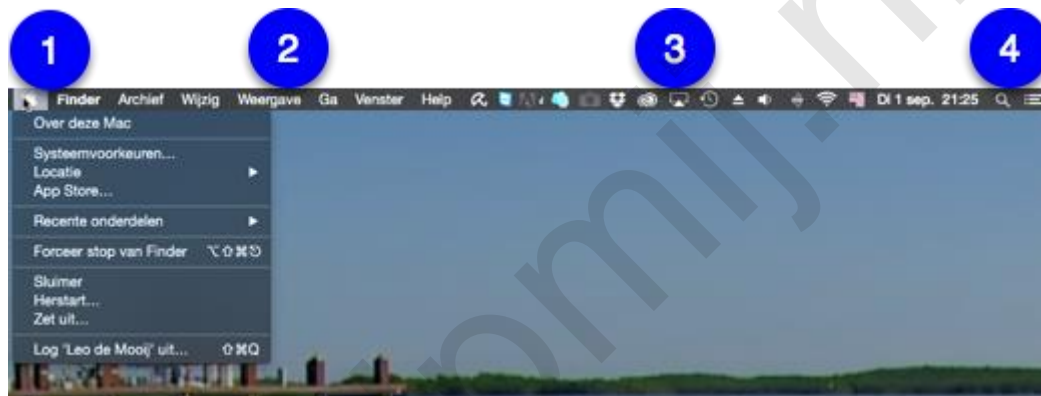 1 2 3 4
Finder Archief Wijzig Weergave Ga Venster Help Di 1 sep. 21:25
Over deze Mac
Systeemvoorkeuren...
Locatie
App Store...
Recente onderdelen
Forceer stop van Finder ⌥⇧⌘⎋
Sluimer
Herstart...
Zet uit...
Log 'Leo de Mooij' uit... ⇧⌘Q